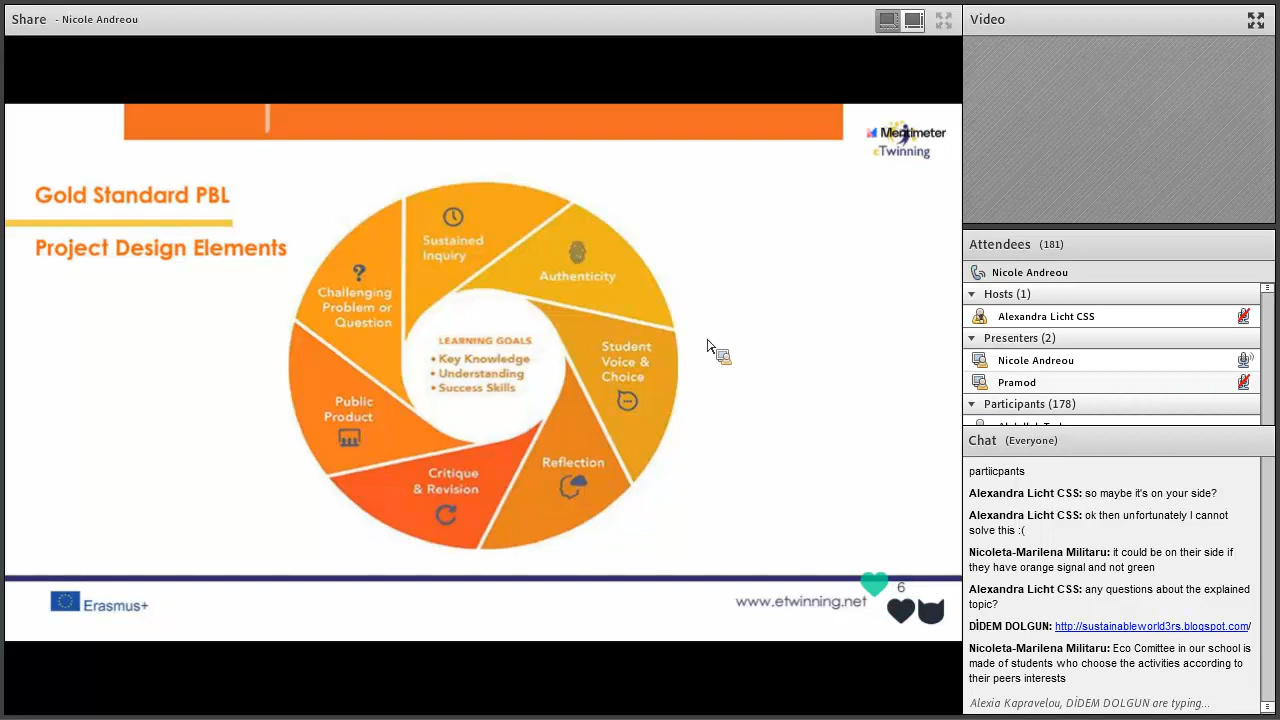 Share - Nicole Andreou
Mentimeter
eTwinning
Gold Standard PBL
Project Design Elements
Sustained
Inquiry
Authenticity
?
Challenging
Problem or
Question
LEARNING GOALS
• Key Knowledge
• Understanding
• Success Skills
Student
Voice &
Choice
Public
Product
Reflection
Critique
& Revision
Erasmus+
www.etwinning.net
6
Video
Attendees (181)
Nicole Andreou
Hosts (1)
Alexandra Licht CSS
Presenters (2)
Nicole Andreou
Pramod
Participants (178)
Chat (Everyone)
partiicpants
Alexandra Licht CSS: so maybe it's on your side?
Alexandra Licht CSS: ok then unfortunately I cannot
solve this :(
Nicoleta-Marilena Militaru: it could be on their side if
they have orange signal and not green
Alexandra Licht CSS: any questions about the explained
topic?
DİDEM DOLGUN: http://sustainableworld3rs.blogspot.com/
Nicoleta-Marilena Militaru: Eco Comittee in our school is
made of students who choose the activities according to
their peers interests
Alexia Kapravelou, DİDEM DOLGUN are typing...